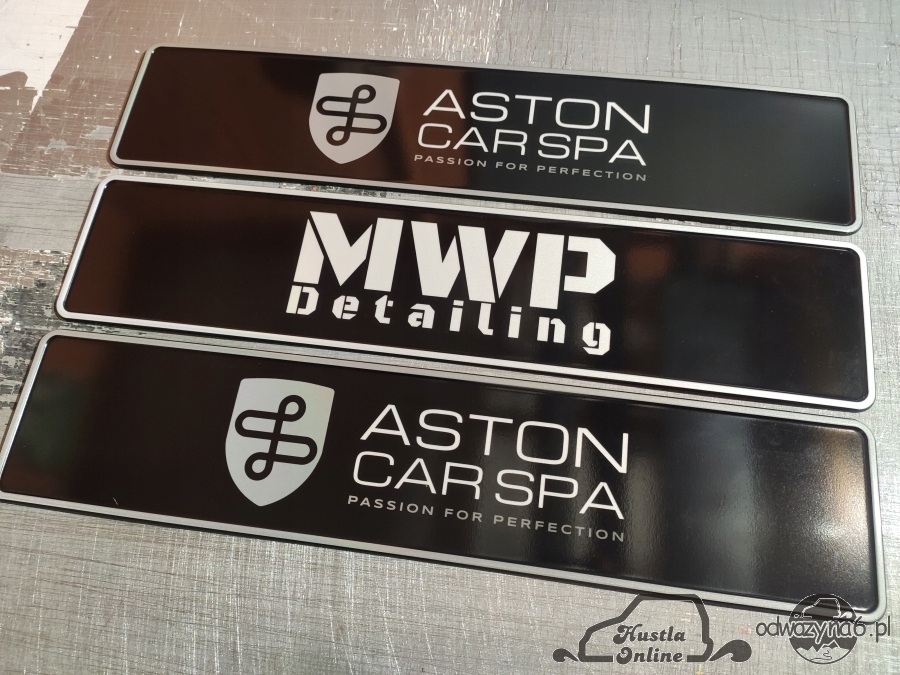 ASTON
CAR SPA
PASSION FOR PERFECTION
MWP
Detailing
ASTON
CAR SPA
PASSION FOR PERFECTION
Hustla
Online
odwazyna6.pl